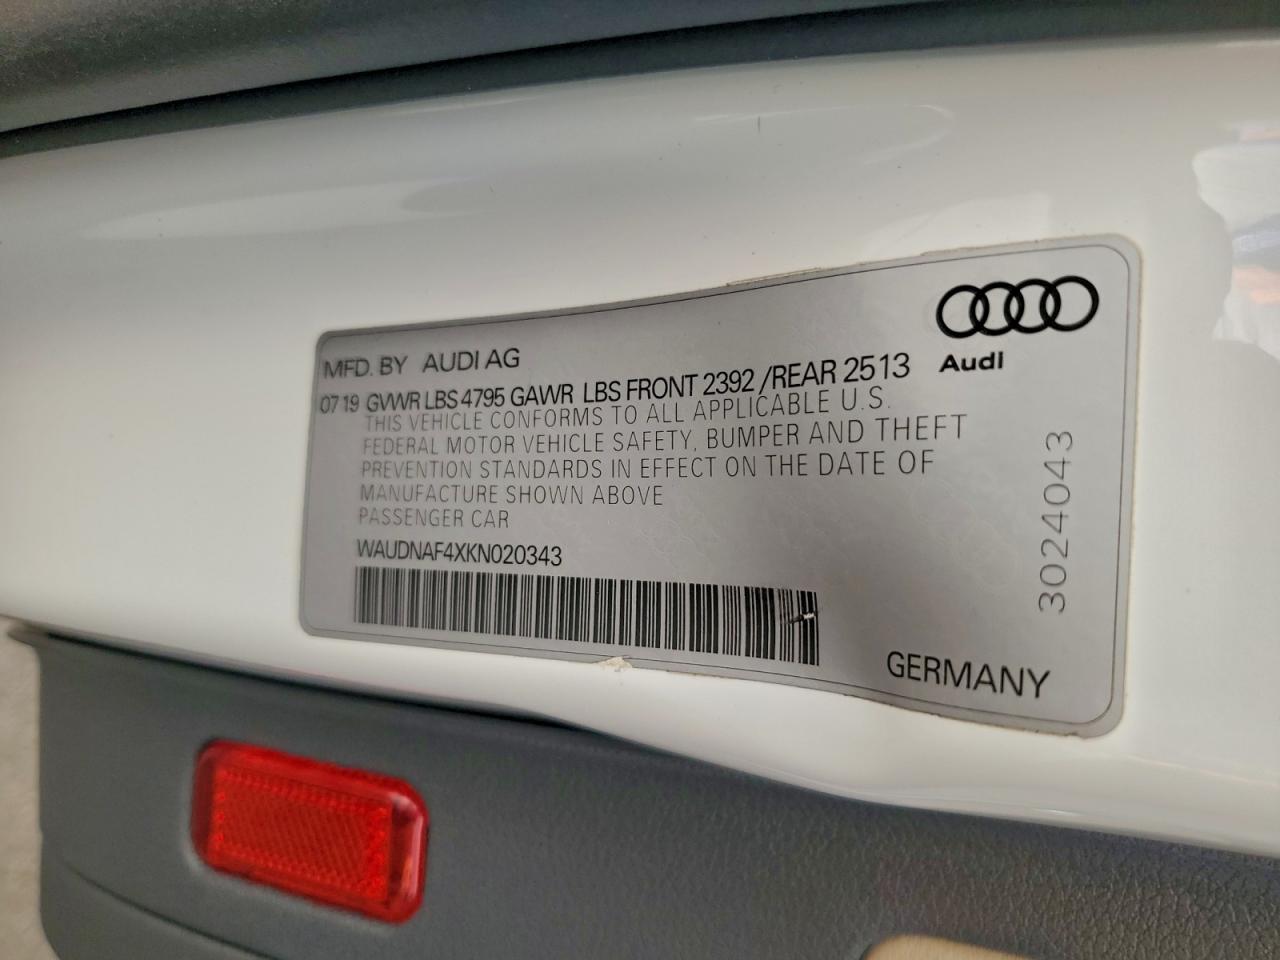 MFD. BY AUDI AG
07 19 GVWR LBS 4795 GAWR LBS FRONT 2392 /REAR 2513
THIS VEHICLE CONFORMS TO ALL APPLICABLE U.S.
FEDERAL MOTOR VEHICLE SAFETY, BUMPER AND THEFT
PREVENTION STANDARDS IN EFFECT ON THE DATE OF
MANUFACTURE SHOWN ABOVE
PASSENGER CAR
WAUDNAF4XKN020343
Audi
3024043
GERMANY